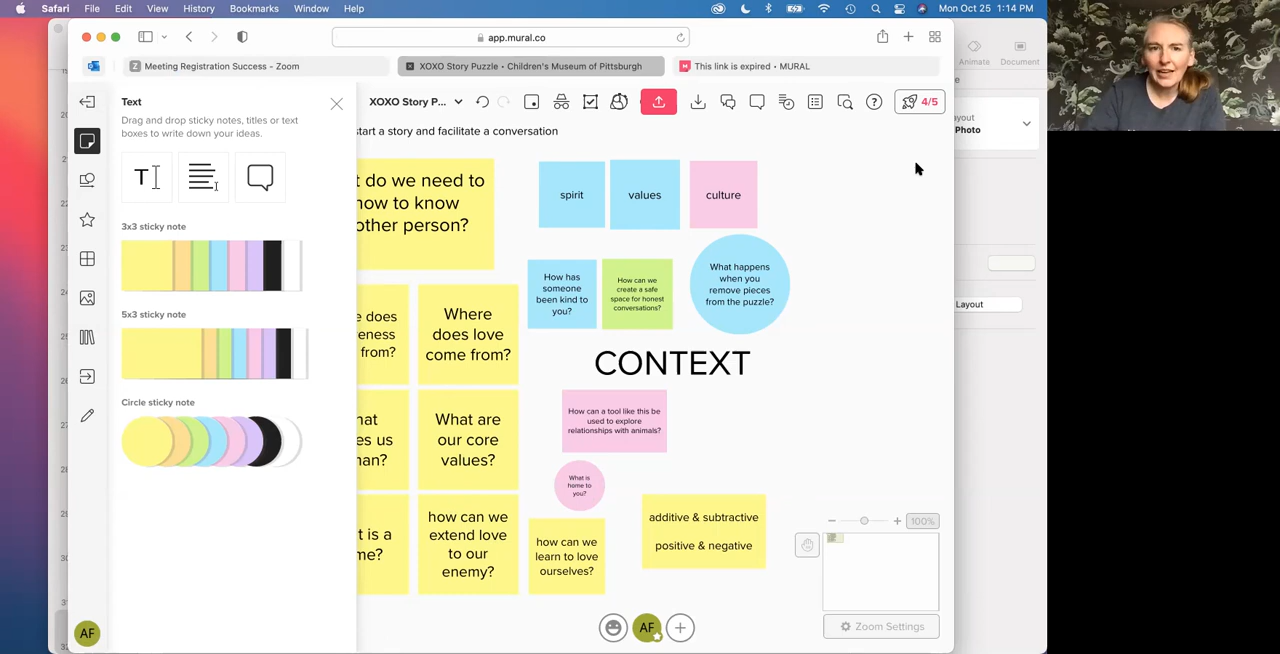 Safari File Edit View History Bookmarks Window Help
Mon Oct 25 1:14 PM
app.mural.co
Meeting Registration Success - Zoom
XOXO Story Puzzle • Children's Museum of Pittsburgh
This link is expired • MURAL
Animate Document
Text
XOXO Story P...
4/5
Drag and drop sticky notes, titles or text
boxes to write down your ideas.
Photo
tart a story and facilitate a conversation
T
3x3 sticky note
5x3 sticky note
Circle sticky note
do we need to
now to know
other person?
spirit
values
culture
How has
someone
been kind to
you?
How can we
create a safe
space for honest
conversations?
What happens
when you
remove pieces
from the puzzle?
e does
eness
from?
Where
does love
come from?
Layout
CONTEXT
hat
es us
nan?
What are
our core
values?
How can a tool like this be
used to explore
relationships with animals?
What is
home to
you?
t is a
me?
how can we
extend love
to our
enemy?
how can we
learn to love
ourselves?
additive & subtractive
positive & negative
100%
Zoom Settings
AF
AF